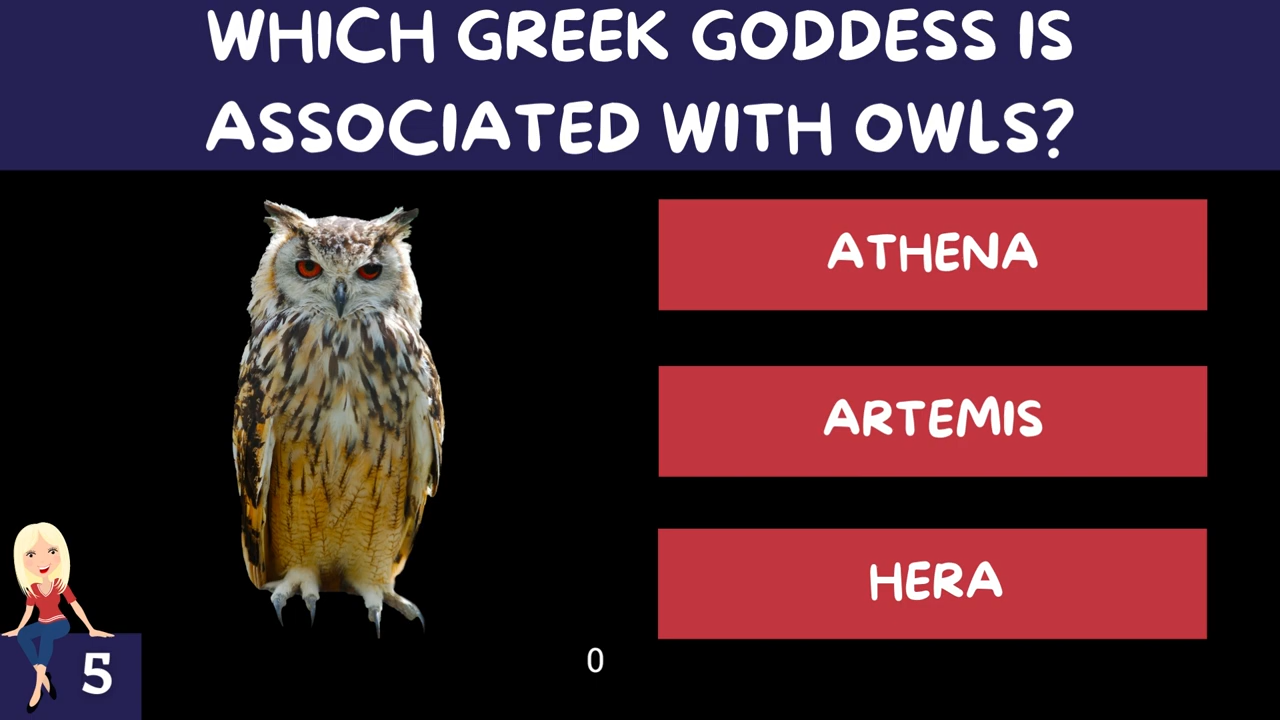 WHICH GREEK GODDESS IS
ASSOCIATED WITH OWLS?
ATHENA
ARTEMIS
HERA
0
5